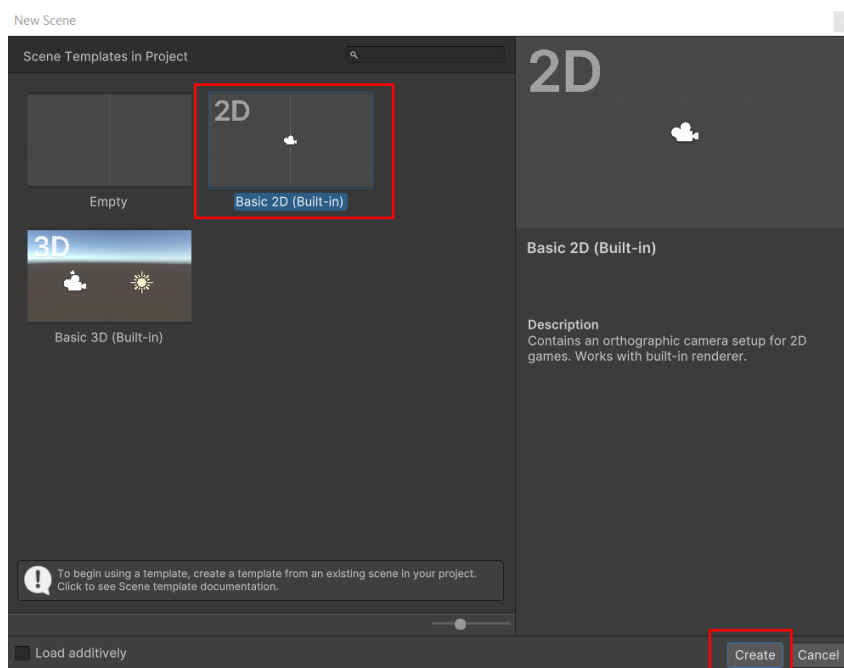 New Scene
Scene Templates in Project
2D
Empty
Basic 2D (Built-in)
3D
Basic 3D (Built-in)
To begin using a template, create a template from an existing scene in your project.
Click to see Scene template documentation.
Load additively
2D
Basic 2D (Built-in)
Description
Contains an orthographic camera setup for 2D
games. Works with built-in renderer.
Create
Cancel